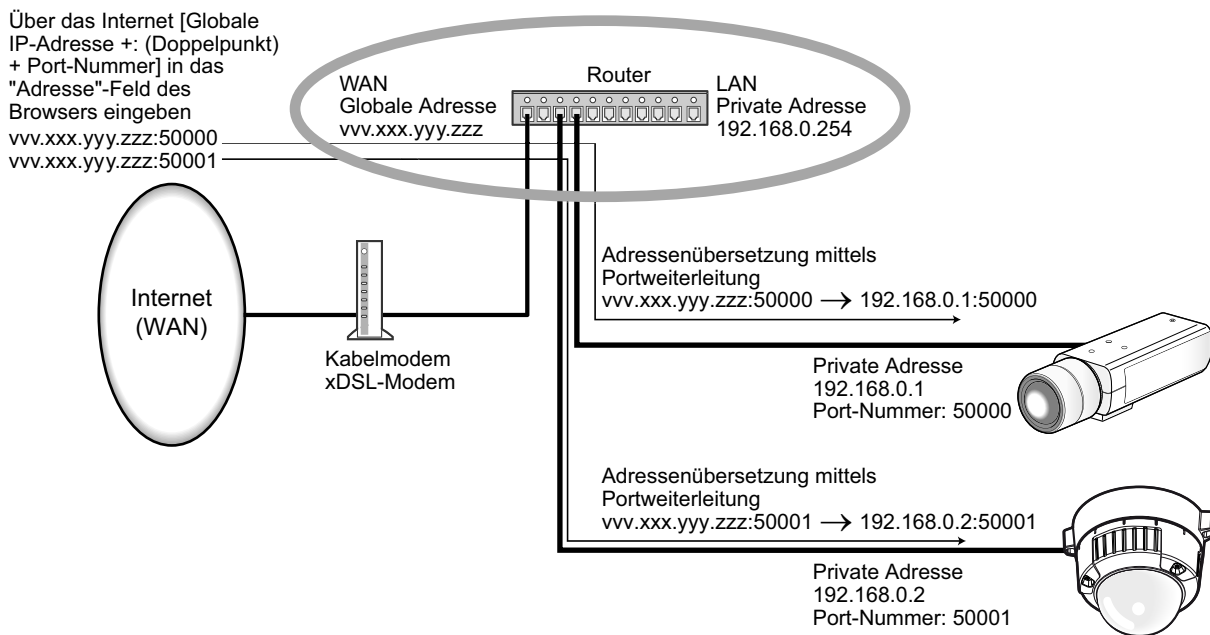 Über das Internet [Globale
IP-Adresse +: (Doppelpunkt)
+ Port-Nummer] in das
"Adresse"-Feld des
Browsers eingeben
vvv.xxx.yyy.zzz:50000
vvv.xxx.yyy.zzz:50001
WAN
Globale Adresse
vvv.xxx.yyy.zzz
Router
LAN
Private Adresse
192.168.0.254
Internet
(WAN)
Kabelmodem
xDSL-Modem
Adressenübersetzung mittels
Portweiterleitung
vvv.xxx.yyy.zzz:50000 → 192.168.0.1:50000
Private Adresse
192.168.0.1
Port-Nummer: 50000
Adressenübersetzung mittels
Portweiterleitung
vvv.xxx.yyy.zzz:50001 → 192.168.0.2:50001
Private Adresse
192.168.0.2
Port-Nummer: 50001